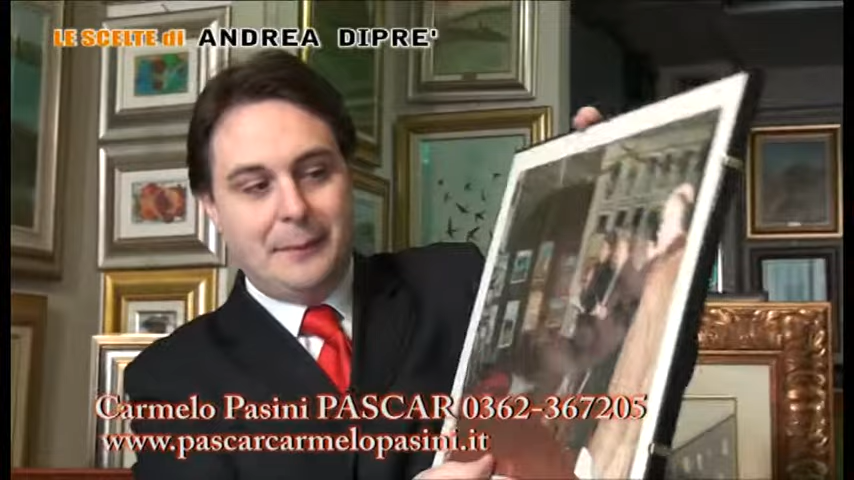 LE SCELTE di ANDREA DIPRE'
Carmelo Pasini PASCAR 0362-367205
www.pascarcarmelopasini.it